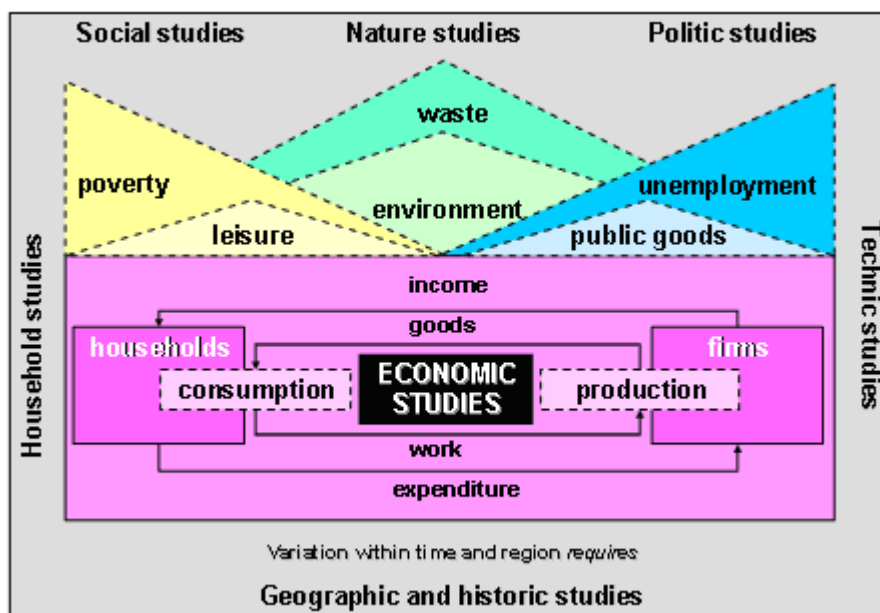 Social studies
Nature studies
Politic studies
waste
poverty
unemployment
environment
leisure
public goods
Household studies
Technic studies
income
goods
households
firms
consumption
ECONOMIC
STUDIES
production
work
expenditure
Variation within time and region requires
Geographic and historic studies